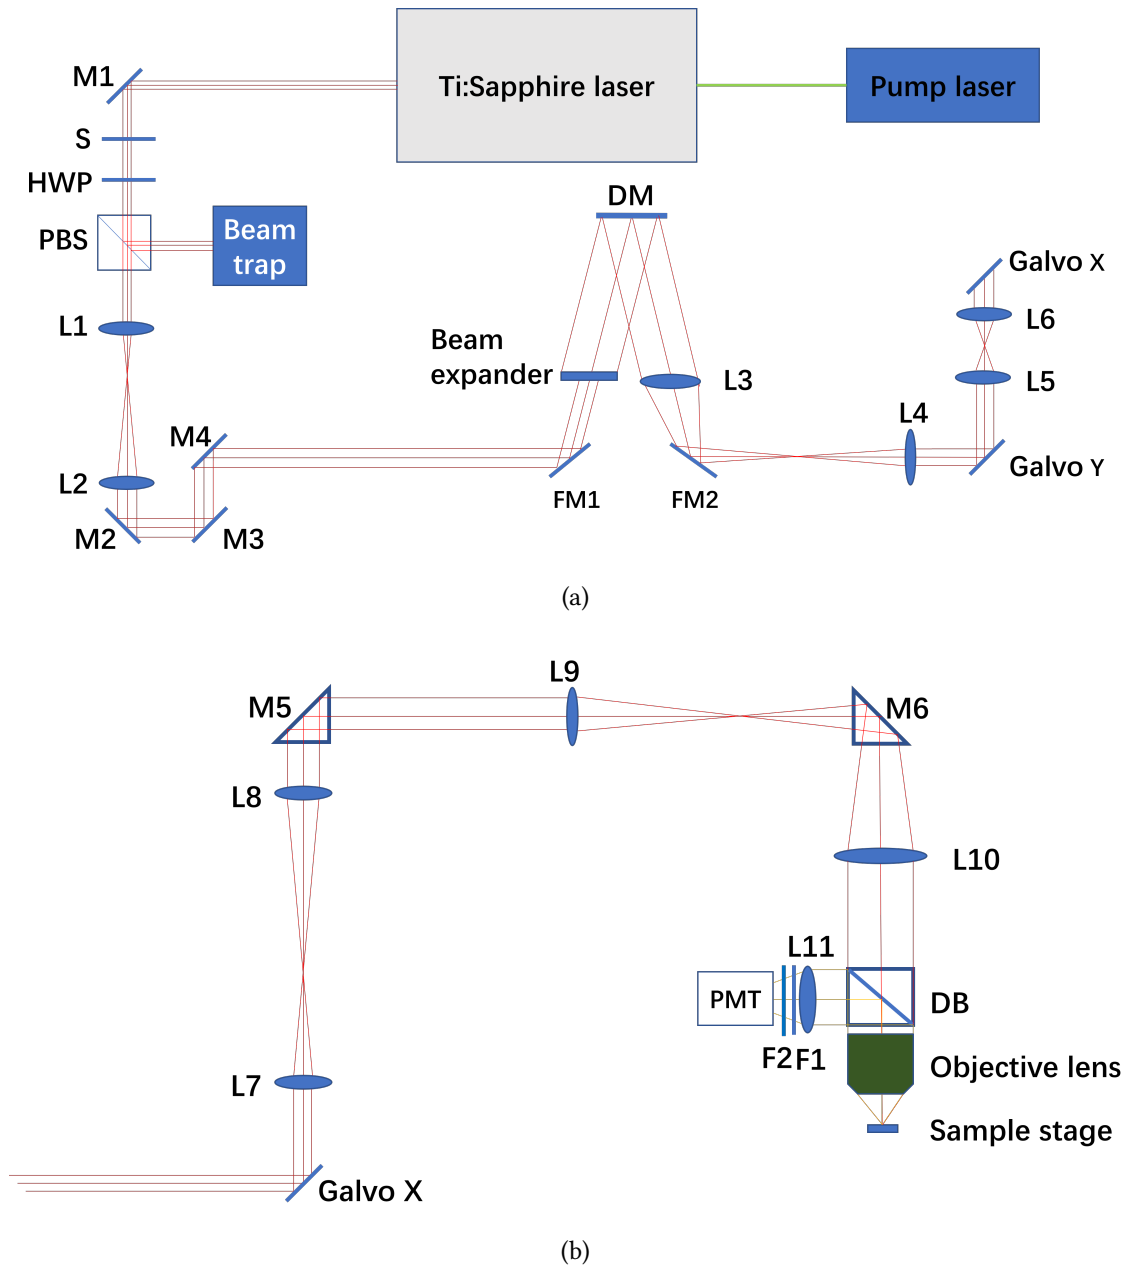 M1
Ti:Sapphire laser
Pump laser
S
HWP
PBS
Beam
trap
DM
Galvo X
L1
L6
Beam
expander
L3
L5
L4
M4
L2
FM1
FM2
Galvo Y
M2
M3
(a)
L9
M5
M6
L8
L10
L11
PMT
DB
F2
F1
Objective lens
L7
Sample stage
Galvo X
(b)